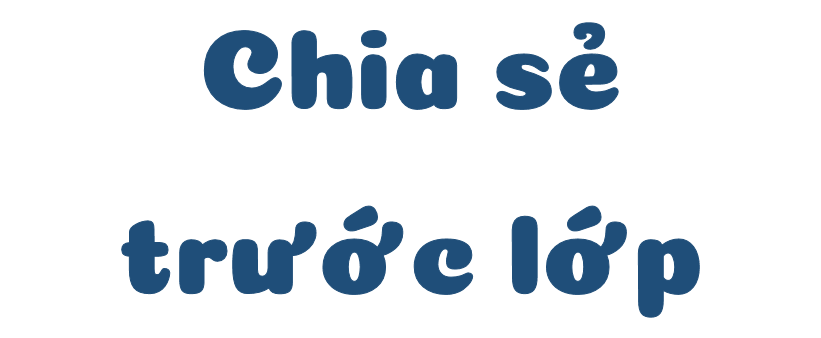 Chia sẻ
trước lớp